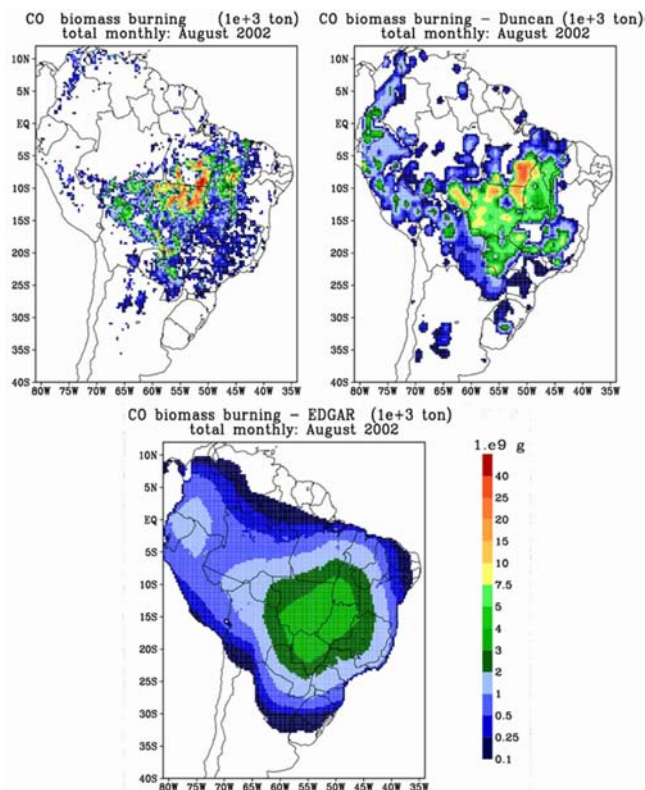 CO biomass burning (1e+3 ton)
total monthly: August 2002
10N
5N
EQ
5S
10S
15S
20S
25S
30S
35S
40S
80W 75W 70W 65W 60W 55W 50W 45W 40W 35W
CO biomass burning - Duncan (1e+3 ton)
total monthly: August 2002
10N
5N
EQ
5S
10S
15S
20S
25S
30S
35S
40S
80W 75W 70W 65W 60W 55W 50W 45W 40W 35W
CO biomass burning - EDGAR (1e+3 ton)
total monthly: August 2002
10N
5N
EQ
5S
10S
15S
20S
25S
30S
35S
40S
80W 75W 70W 65W 60W 55W 50W 45W 40W 35W
1.e9 g
40
25
20
15
10
7.5
5
4
3
2
1
0.5
0.25
0.1